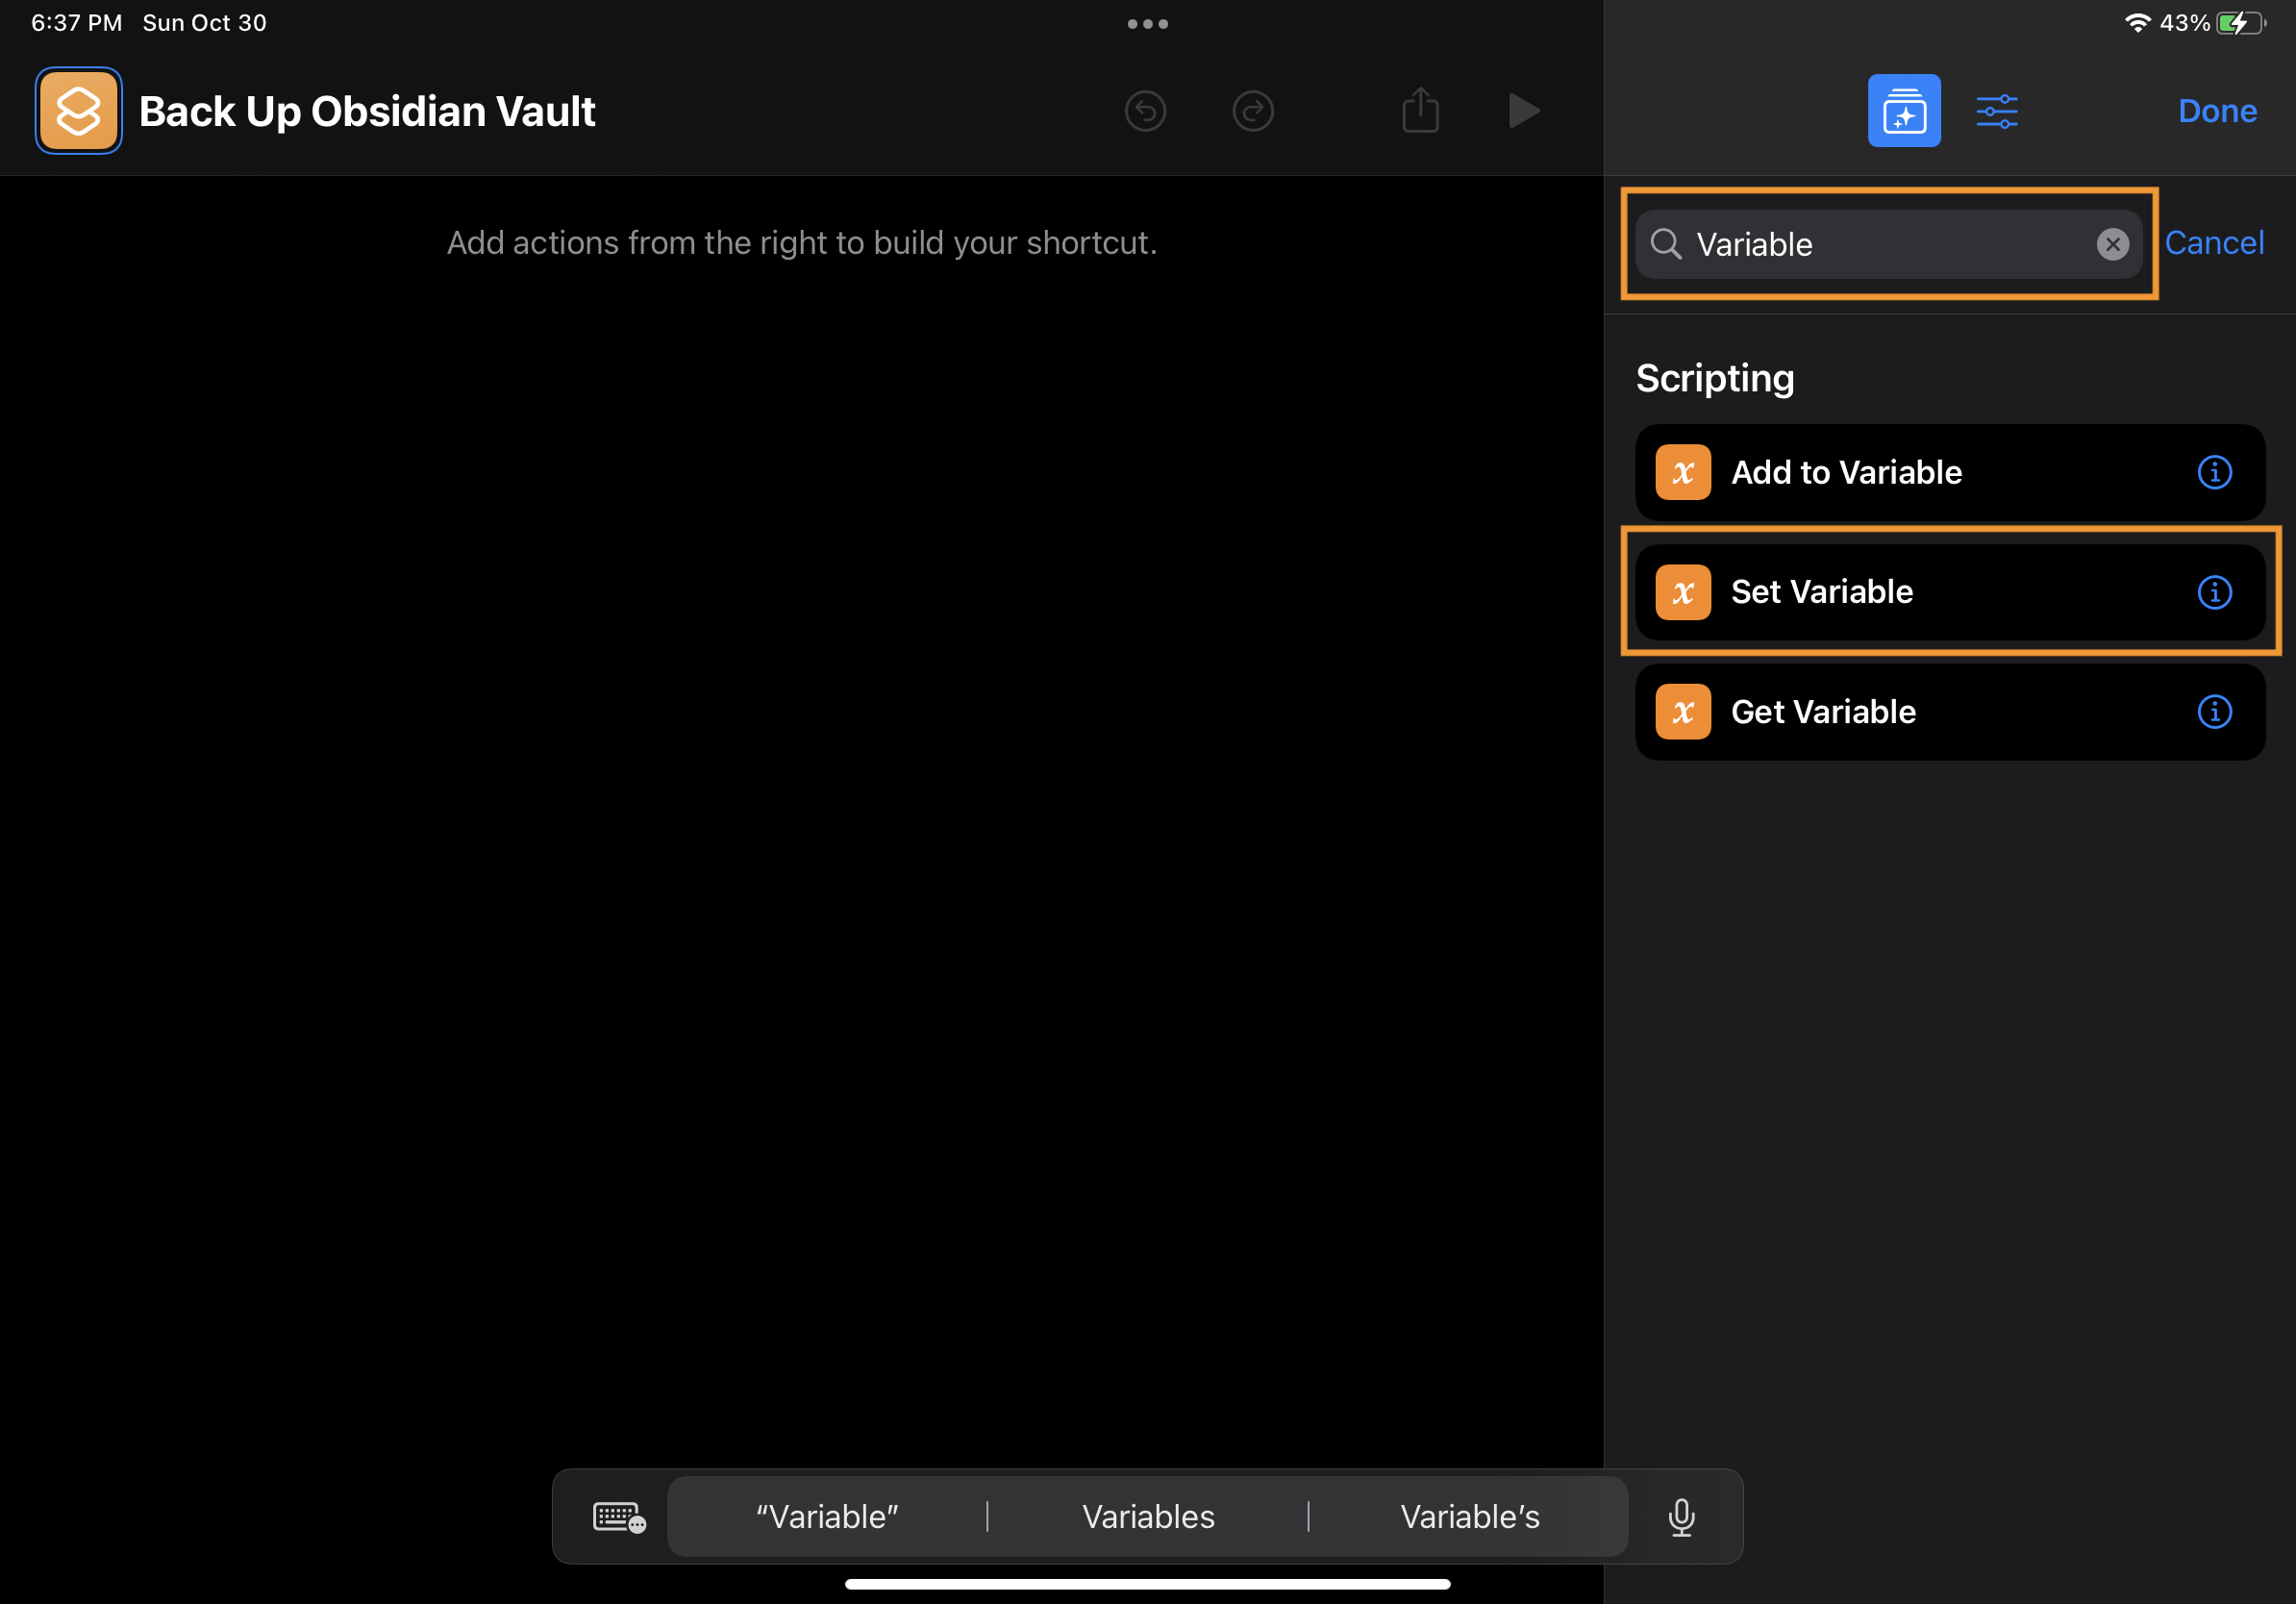 6:37 PM Sun Oct 30
43%
Back Up Obsidian Vault
Done
Add actions from the right to build your shortcut.
Variable
Cancel
Scripting
x Add to Variable
x Set Variable
x Get Variable
“Variable” Variables Variable’s